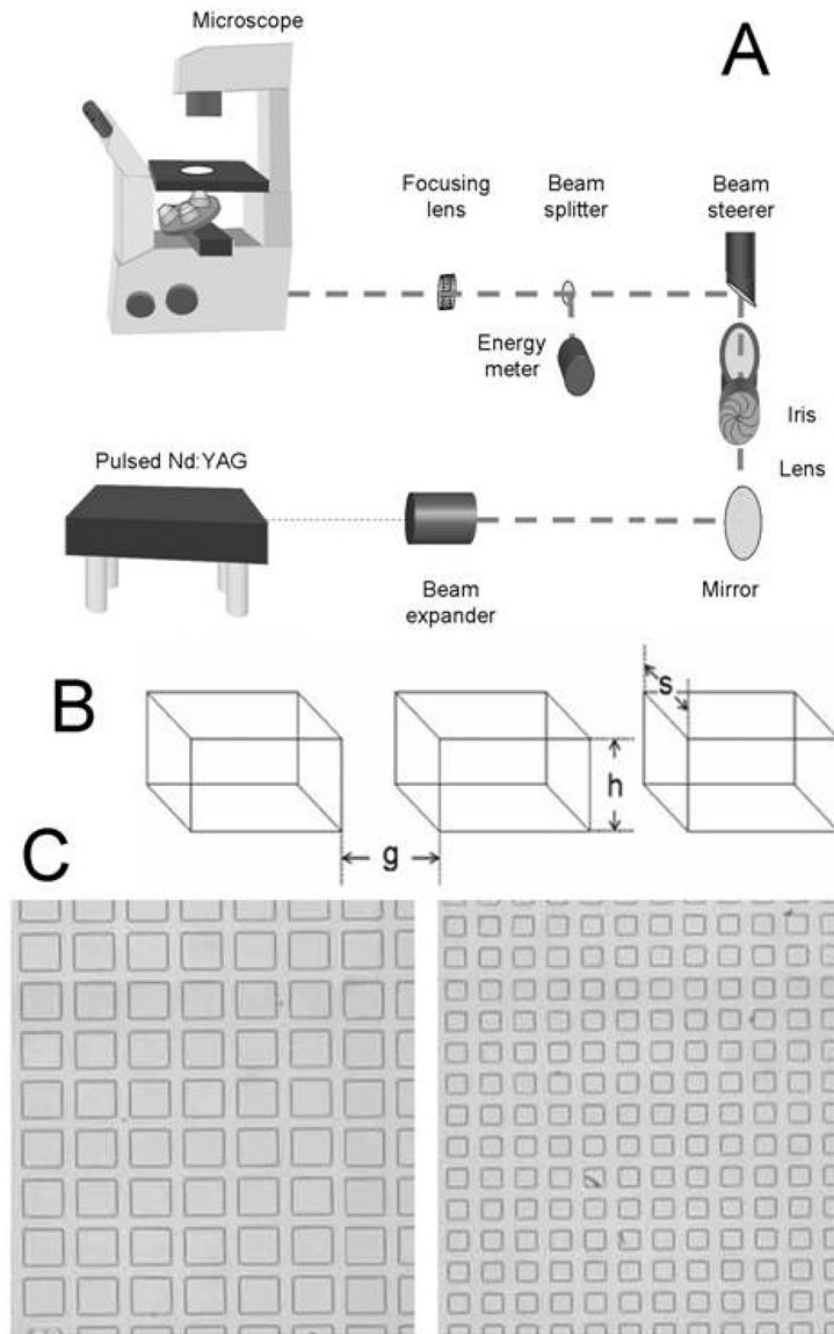 Microscope
A
Focusing
lens
Beam
splitter
Beam
steerer
Energy
meter
Iris
Pulsed Nd:YAG
Lens
Beam
expander
Mirror
B
s
h
g
C